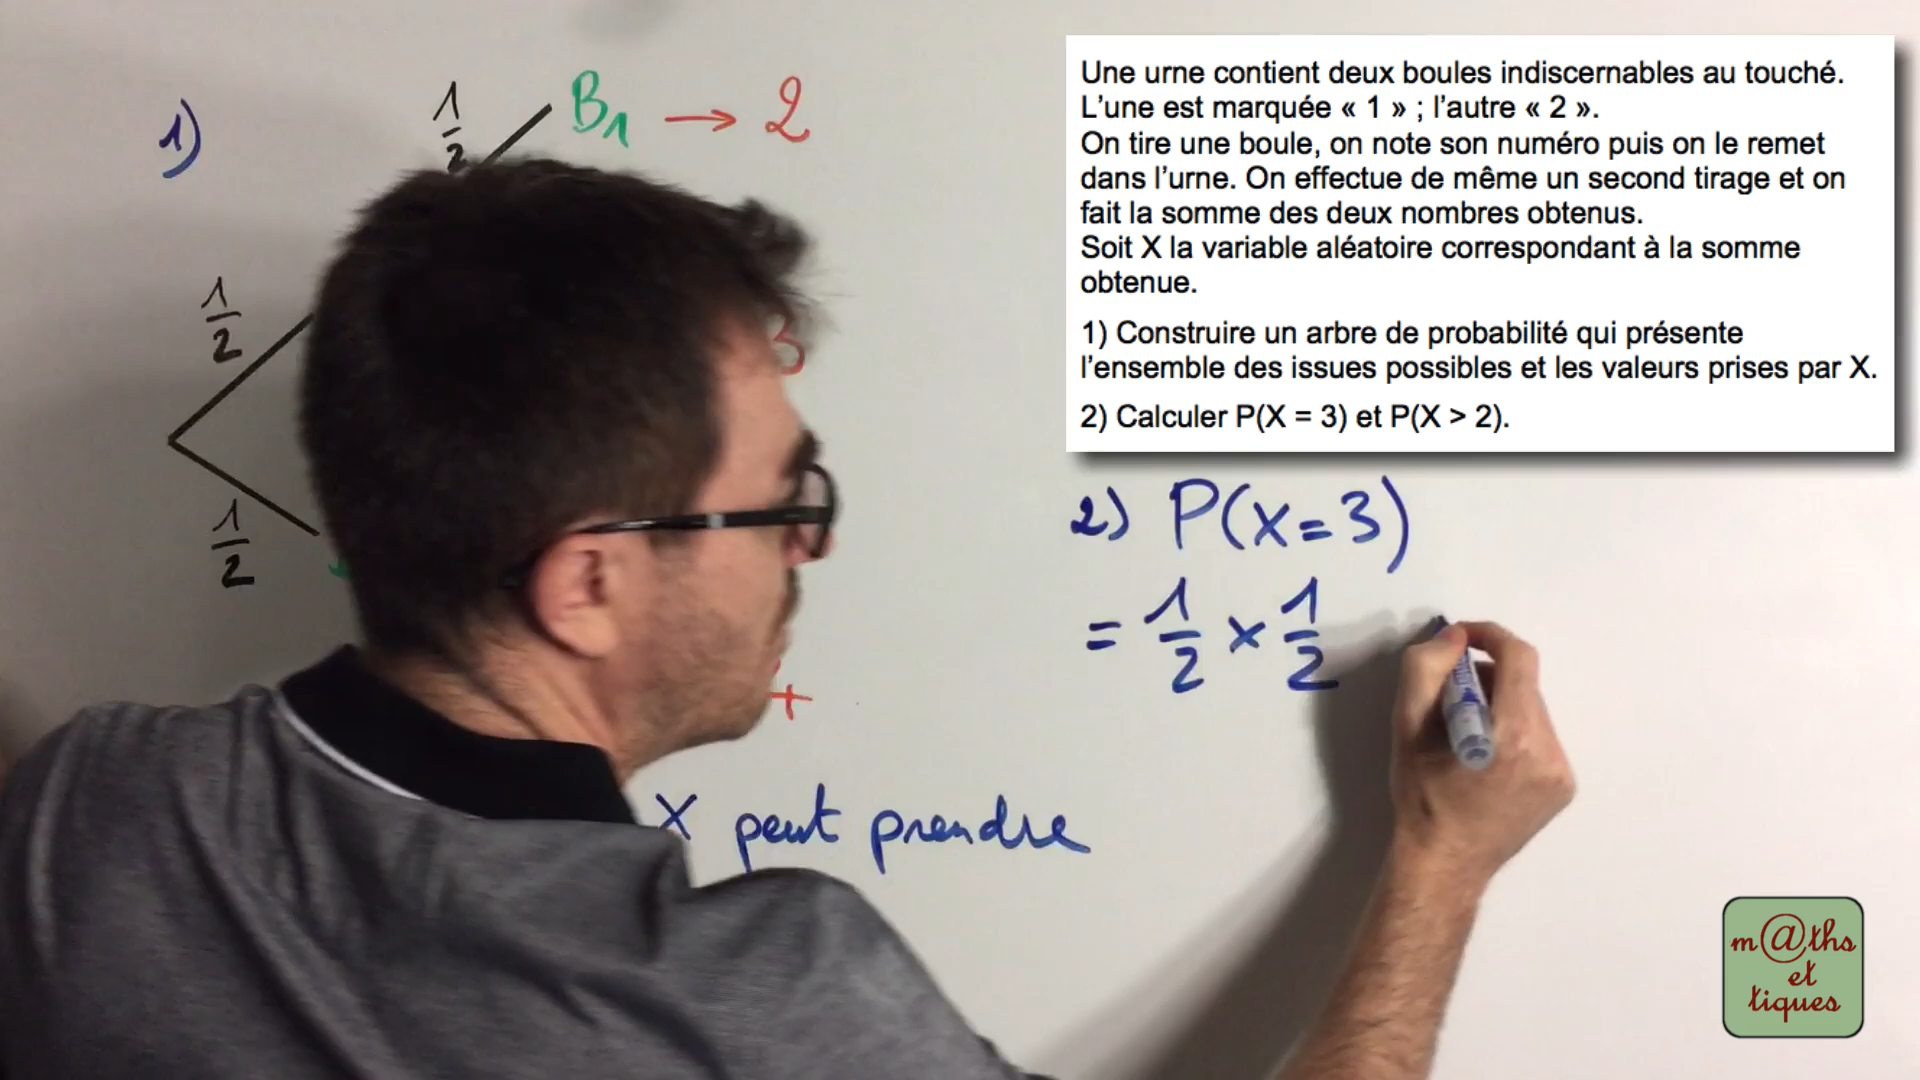 Une urne contient deux boules indiscernables au touché.
L’une est marquée « 1 » ; l’autre « 2 ».
On tire une boule, on note son numéro puis on le remet
dans l’urne. On effectue de même un second tirage et on
fait la somme des deux nombres obtenus.
Soit X la variable aléatoire correspondant à la somme
obtenue.
1) Construire un arbre de probabilité qui présente
l’ensemble des issues possibles et les valeurs prises par X.
2) Calculer P(X = 3) et P(X > 2).
1)
1/2 B1 → 2
1/2
3
1/2
2) P(X=3)
= 1/2 × 1/2
X peut prendre
m@ths
et
tiques